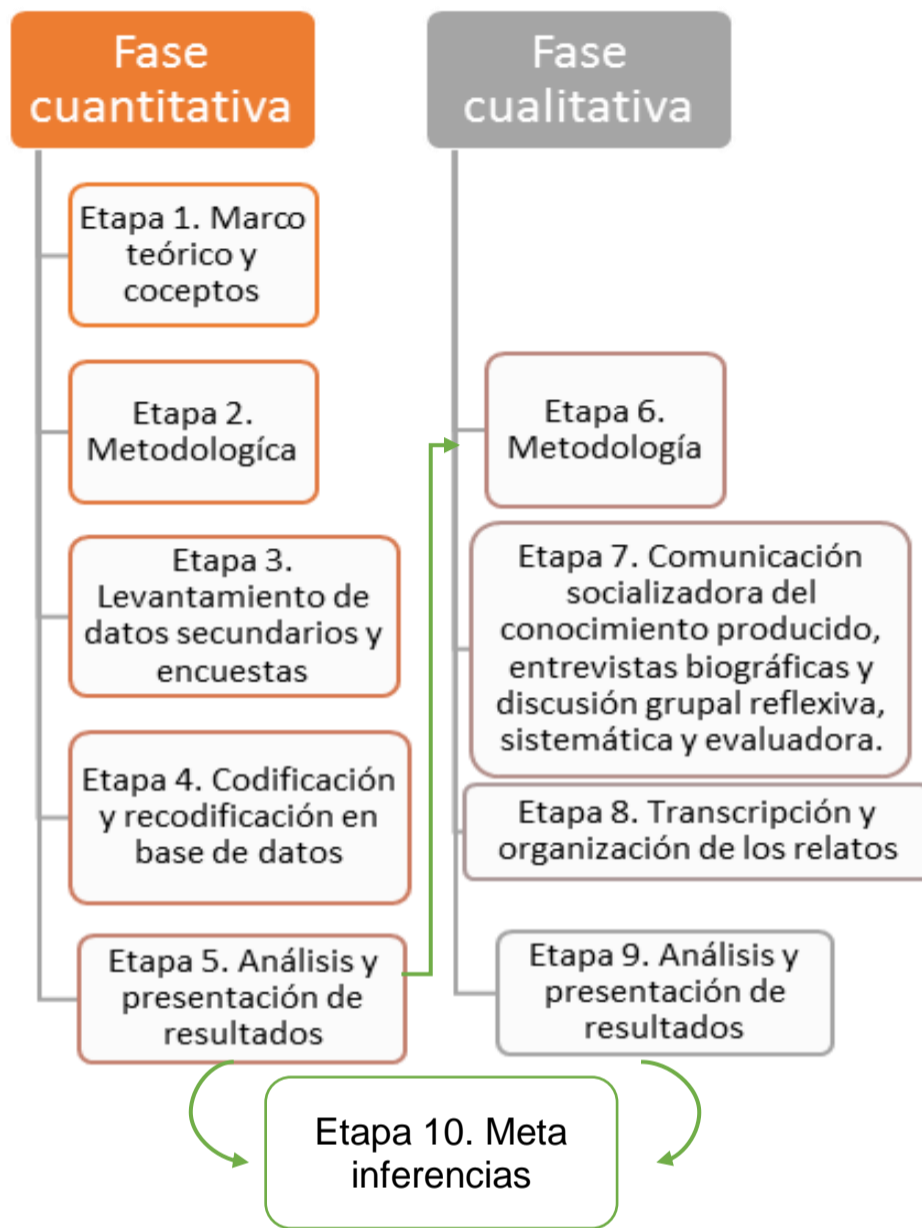 Fase
cuantitativa
Etapa 1. Marco
teórico y
coceptos
Etapa 2.
Metodologíca
Etapa 3.
Levantamiento de
datos secundarios y
encuestas
Etapa 4. Codificación
y recodificación en
base de datos
Etapa 5. Análisis y
presentación de
resultados
Fase
cualitativa
Etapa 6.
Metodología
Etapa 7. Comunicación
socializadora del
conocimiento producido,
entrevistas biográficas y
discusión grupal reflexiva,
sistemática y evaluadora.
Etapa 8. Transcripción y
organización de los relatos
Etapa 9. Análisis y
presentación de
resultados
Etapa 10. Meta
inferencias